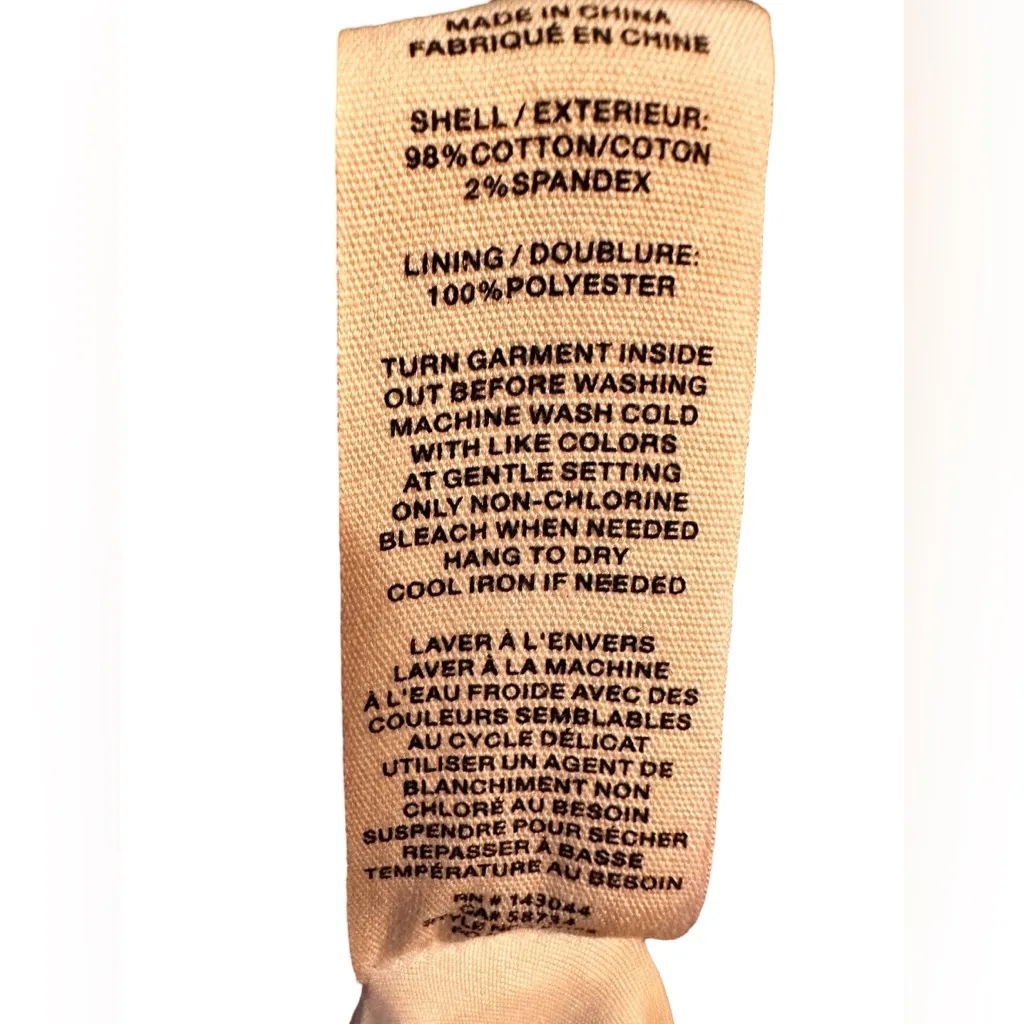 MADE IN CHINA
FABRIQUÉ EN CHINE
SHELL / EXTERIEUR:
98%COTTON/COTON
2%SPANDEX
LINING / DOUBLURE:
100%POLYESTER
TURN GARMENT INSIDE
OUT BEFORE WASHING
MACHINE WASH COLD
WITH LIKE COLORS
AT GENTLE SETTING
ONLY NON-CHLORINE
BLEACH WHEN NEEDED
HANG TO DRY
COOL IRON IF NEEDED
LAVER À L'ENVERS
LAVER À LA MACHINE
À L'EAU FROIDE AVEC DES
COULEURS SEMBLABLES
AU CYCLE DÉLICAT
UTILISER UN AGENT DE
BLANCHIMENT NON
CHLORÉ AU BESOIN
SUSPENDRE POUR SÉCHER
REPASSER À BASSE
TEMPÉRATURE AU BESOIN
RN # 143044
CA# 58734